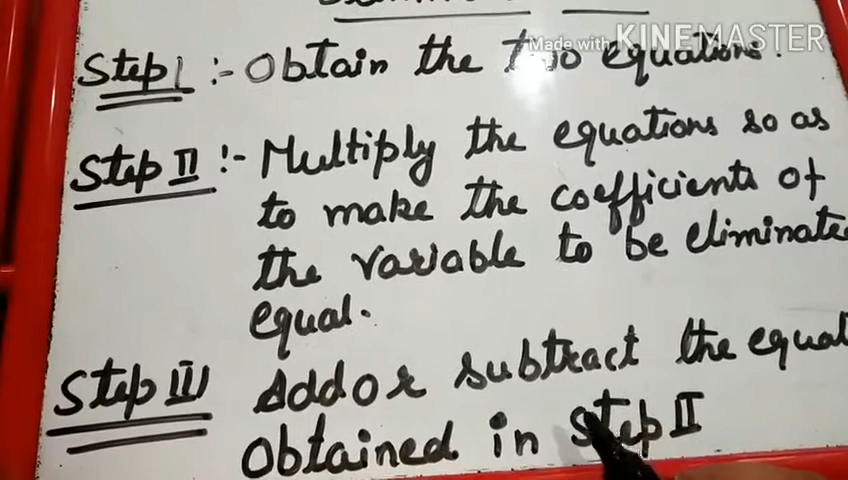 Made with KINEMASTER
Step I :- Obtain the two equations.
Step II :- Multiply the equations so as
to make the coefficients of
the variable to be eliminate
equal.
Step III Add or subtract the equat
obtained in Step II